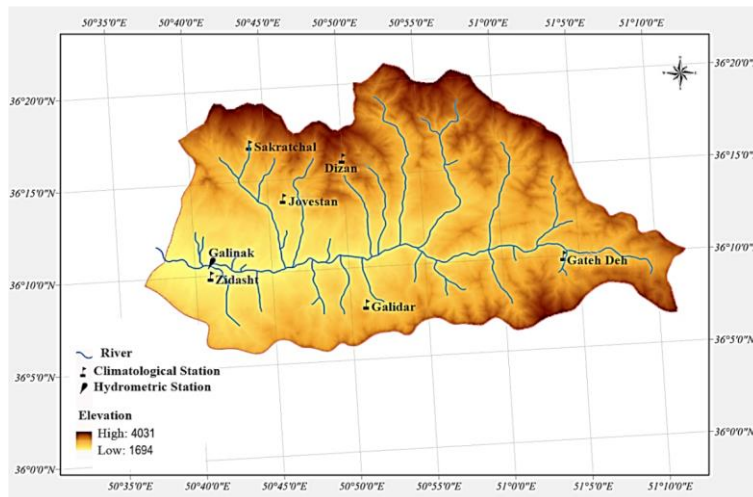 50°35'0"E 50°40'0"E 50°45'0"E 50°50'0"E 50°55'0"E 51°0'0"E 51°5'0"E 51°10'0"E
36°20'0"N
36°20'0"N
Sakratchal
Dizan
36°15'0"N
36°15'0"N
Jovestan
Galinak
36°10'0"N
Gateh Deh
36°10'0"N
Zidasht
Galidar
36°5'0"N
River
Climatological Station
36°5'0"N
Hydrometric Station
Elevation
High: 4031
Low: 1694
36°0'0"N
36°0'0"N
50°35'0"E 50°40'0"E 50°45'0"E 50°50'0"E 50°55'0"E 51°0'0"E 51°5'0"E 51°10'0"E